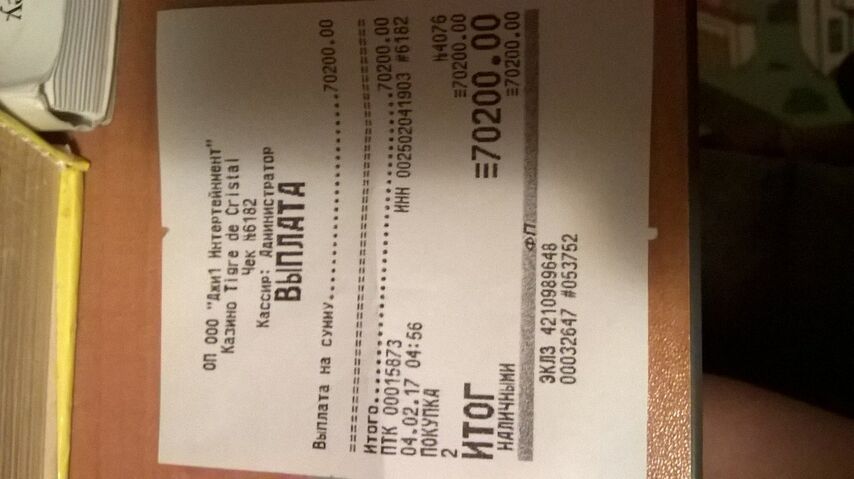 ey
ОП ООО "Джи1 Интертейнмент"
Казино Tigre de Cristal
Чек №6182
Кассир: Администратор
ВЫПЛАТА
Выплата на сумму...................70200.00
========================================
Итого..............................70200.00
ПТК 00015873 ИНН 002502041903 #6182
04.02.17 04:56
ПОКУПКА №4076
2 ≡70200.00
ИТОГ ≡70200.00
НАЛИЧНЫМИ ≡70200.00
ФП
ЭКЛЗ 4210989648
00032647 #053752